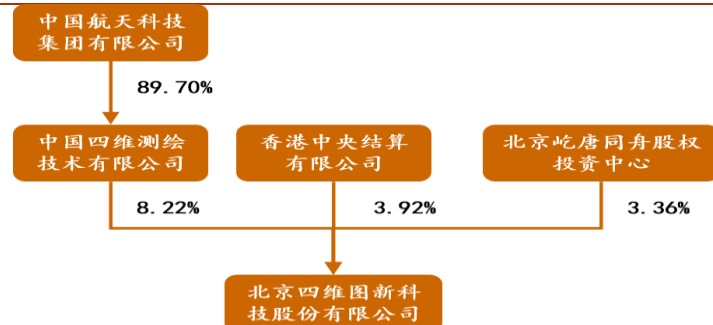 中国航天科技
集团有限公司
89.70%
中国四维测绘
技术有限公司
香港中央结算
有限公司
北京屹唐同舟股权
投资中心
8.22%
3.92%
3.36%
北京四维图新科
技股份有限公司